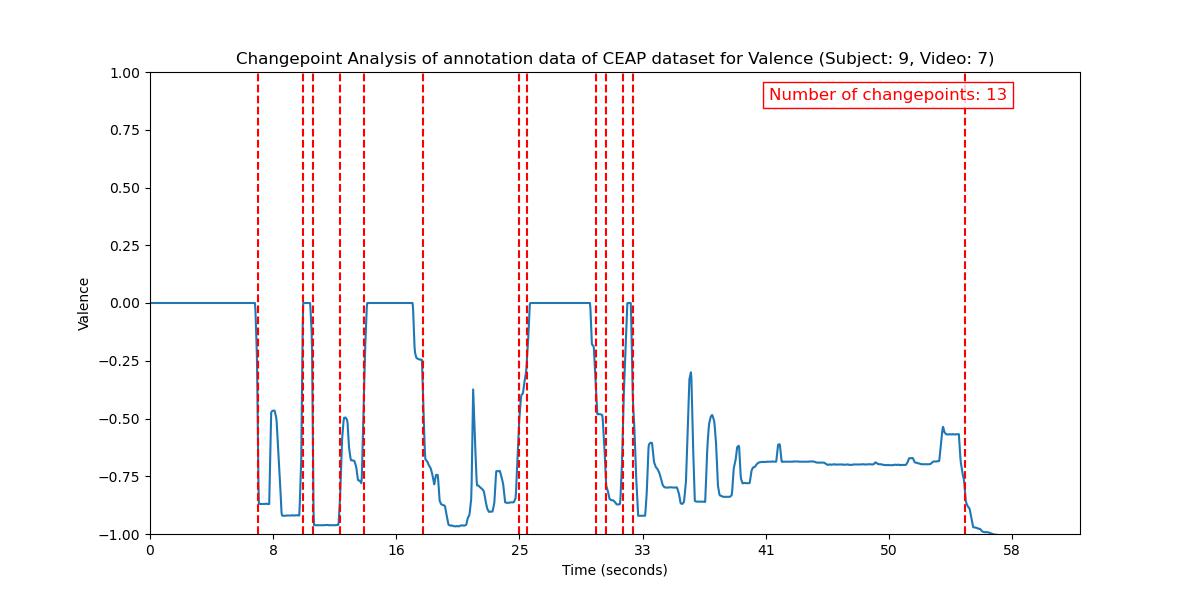 Changepoint Analysis of annotation data of CEAP dataset for Valence (Subject: 9, Video: 7)
Number of changepoints: 13
Valence
1.00
0.75
0.50
0.25
0.00
−0.25
−0.50
−0.75
−1.00
0 8 16 25 33 41 50 58
Time (seconds)